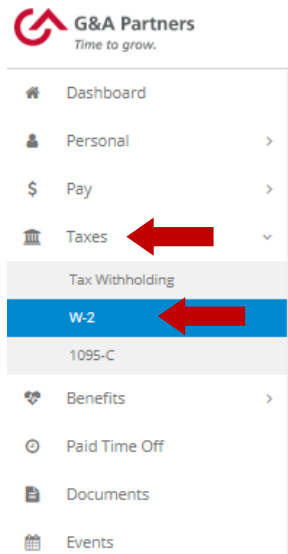 G&A Partners
Time to grow.
Dashboard
Personal
Pay
Taxes
Tax Withholding
W-2
1095-C
Benefits
Paid Time Off
Documents
Events